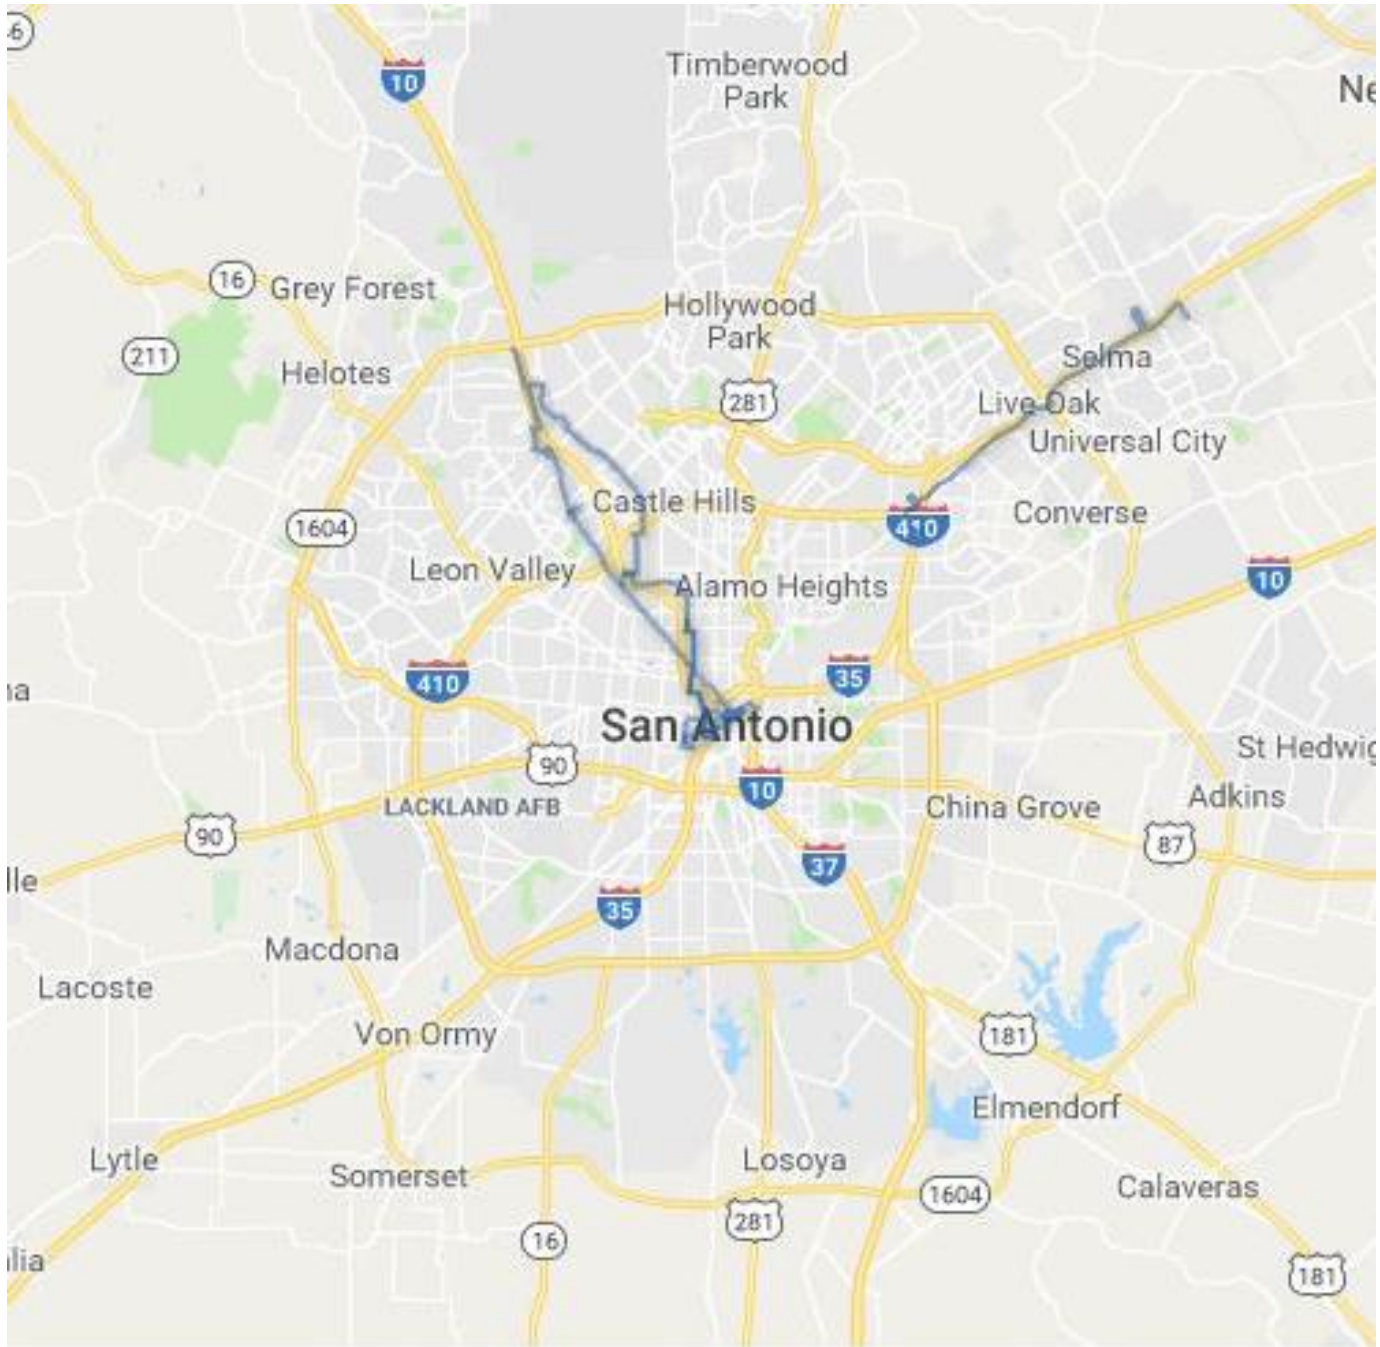 46
10
Timberwood
Park
Ne
16
Grey Forest
Hollywood
Park
211
Helotes
281
Selma
Live Oak
Universal City
Castle Hills
1604
410
Converse
Leon Valley
Alamo Heights
10
410
35
na
San Antonio
90
St Hedwig
10
LACKLAND AFB
China Grove
Adkins
90
87
37
lle
35
Macdona
Lacoste
Von Ormy
181
Elmendorf
Lytle
Somerset
Losoya
1604
Calaveras
281
16
lia
181